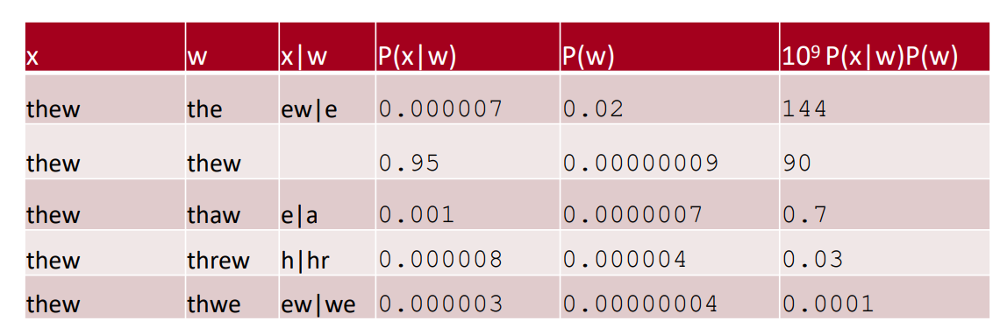 x w x|w P(x|w) P(w) 10⁹ P(x|w)P(w)
thew the ew|e 0.000007 0.02 144
thew thew 0.95 0.00000009 90
thew thaw e|a 0.001 0.0000007 0.7
thew threw h|hr 0.000008 0.000004 0.03
thew thwe ew|we 0.000003 0.00000004 0.0001